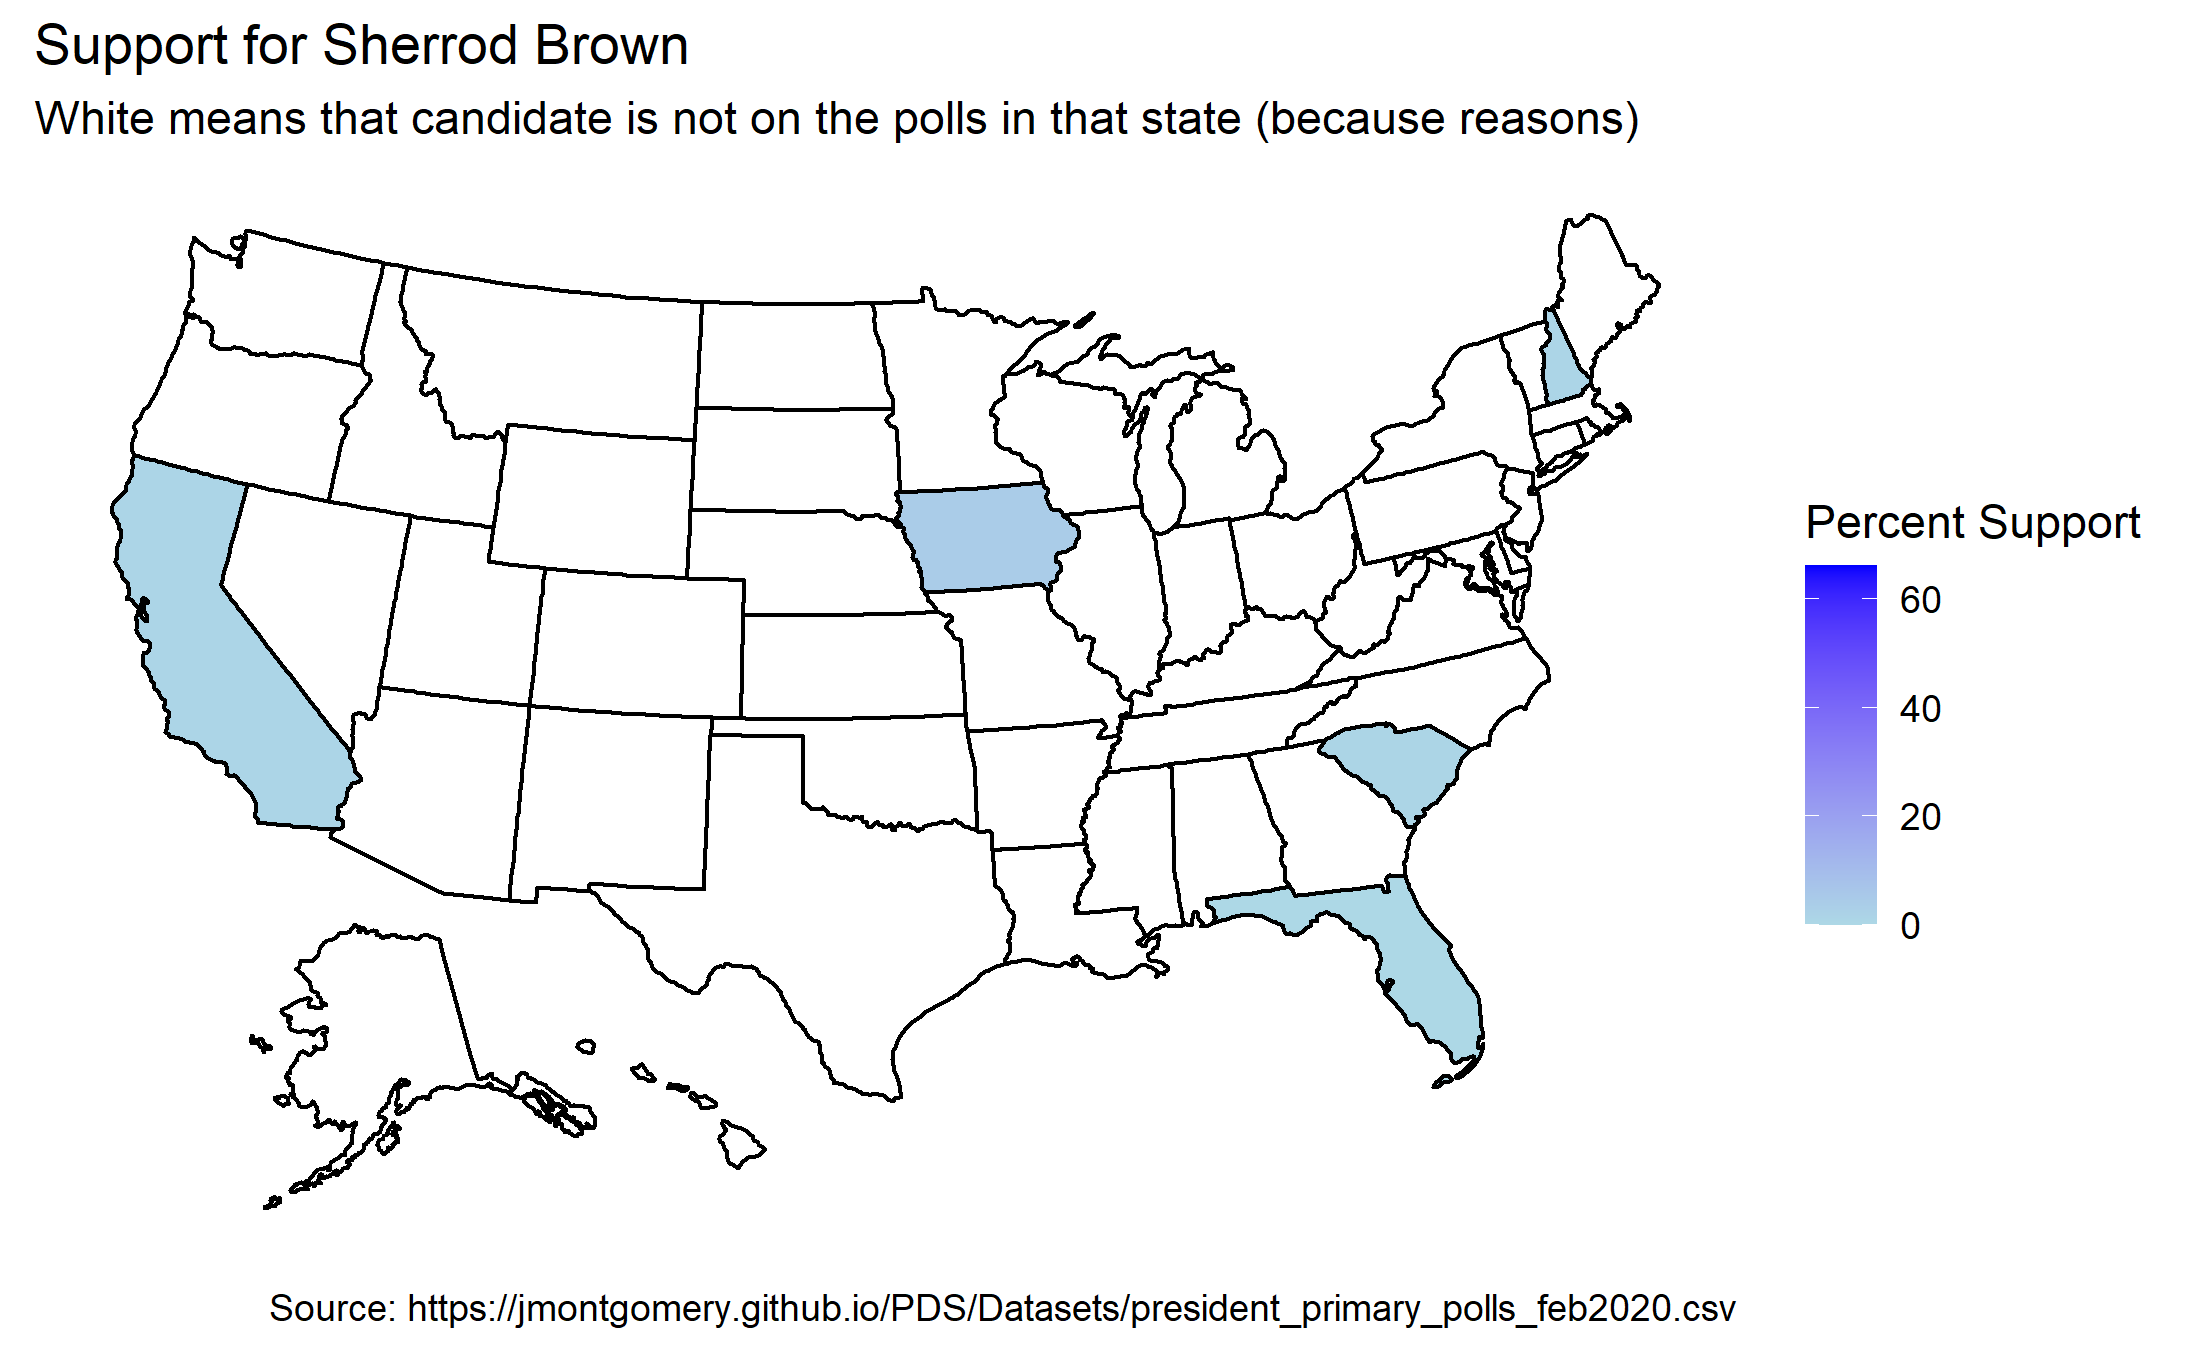 Support for Sherrod Brown
White means that candidate is not on the polls in that state (because reasons)
Percent Support
60
40
20
0
Source: https://jmontgomery.github.io/PDS/Datasets/president_primary_polls_feb2020.csv